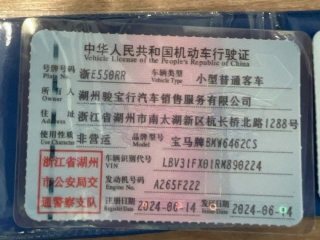 中华人民共和国机动车行驶证
Vehicle License of the People's Republic of China
号牌号码 浙E550RR 车辆类型 小型普通客车
Plate No. Vehicle Type
所有人 湖州骏宝行汽车销售服务有限公司
Owner
住址 浙江省湖州市南太湖新区杭长桥北路1288号
Address
使用性质 非营运 品牌型号 宝马牌BMW6462CS
Use Character Model
浙江省湖州市公安局交通警察支队
车辆识别代号 LBV31FX01RM890224
VIN
发动机号码 A265F222
Engine No.
注册日期 2024-06-14 发证日期 2024-06-14
Register Date Issue Date